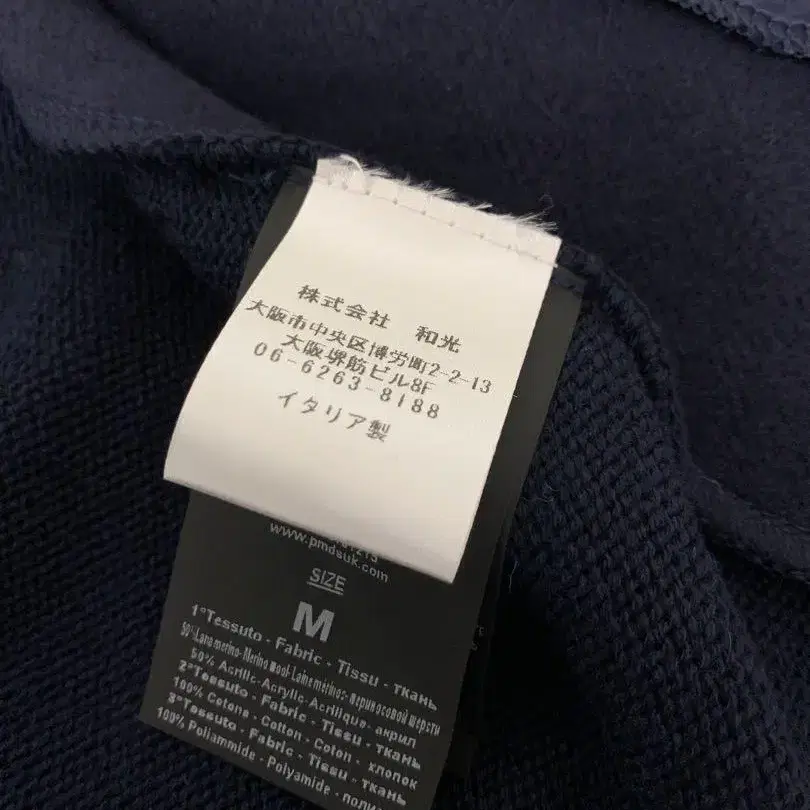 株式会社 和光
大阪市中央区博労町2-2-13
大阪堺筋ビル8F
06-6263-8188
イタリア製
www.pmdsuk.com
SIZE
M
1°Tessuto - Fabric - Tissu - ткань
50% Lana merino - Merino wool - Laine mérinos - мериносовой шерсти
50% Acrilic - Acrylic - Acrilique - акрил
2°Tessuto - Fabric - Tissu - ткань
100% Cotone - Cotton - Coton - хлопок
3°Tessuto - Fabric - Tissu - ткань
100% Poliammide - Polyamide -